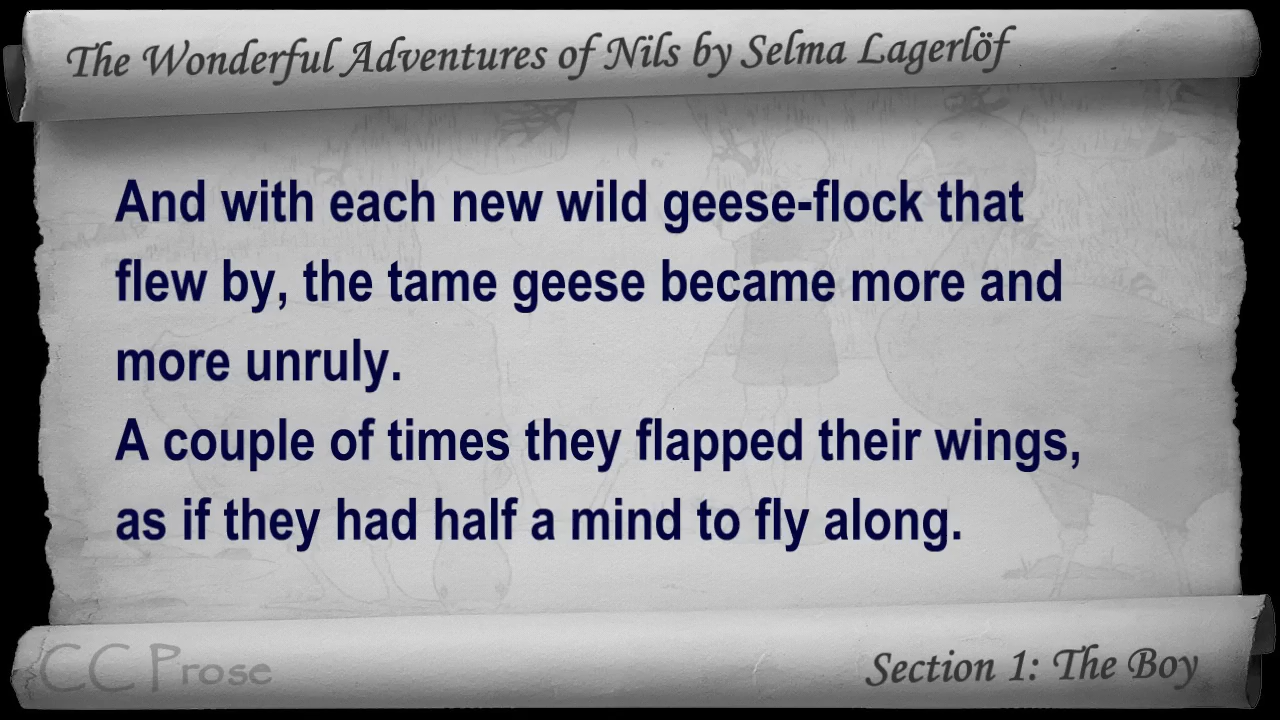 The Wonderful Adventures of Nils by Selma Lagerlöf
And with each new wild geese-flock that
flew by, the tame geese became more and
more unruly.
A couple of times they flapped their wings,
as if they had half a mind to fly along.
CC Prose
Section 1: The Boy